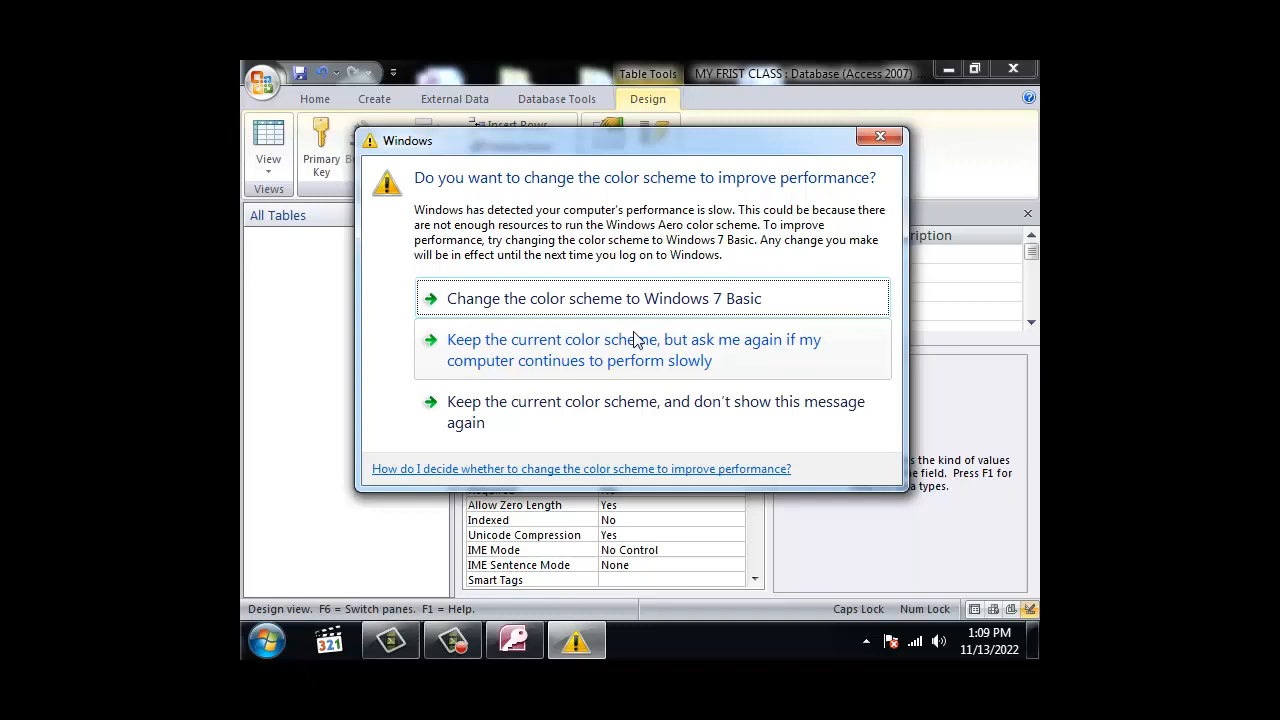 Table Tools
MY FRIST CLASS : Database (Access 2007)
Home
Create
External Data
Database Tools
Design
View
Primary
Key
Insert Rows
Views
Windows
Do you want to change the color scheme to improve performance?
Windows has detected your computer's performance is slow. This could be because there
are not enough resources to run the Windows Aero color scheme. To improve
performance, try changing the color scheme to Windows 7 Basic. Any change you make
will be in effect until the next time you log on to Windows.
Change the color scheme to Windows 7 Basic
Keep the current color scheme, but ask me again if my
computer continues to perform slowly
Keep the current color scheme, and don't show this message
again
How do I decide whether to change the color scheme to improve performance?
All Tables
the kind of values
field. Press F1 for
types.
Allow Zero Length Yes
Indexed No
Unicode Compression Yes
IME Mode No Control
IME Sentence Mode None
Smart Tags
Design view. F6 = Switch panes. F1 = Help.
Caps Lock
Num Lock
321
1:09 PM
11/13/2022